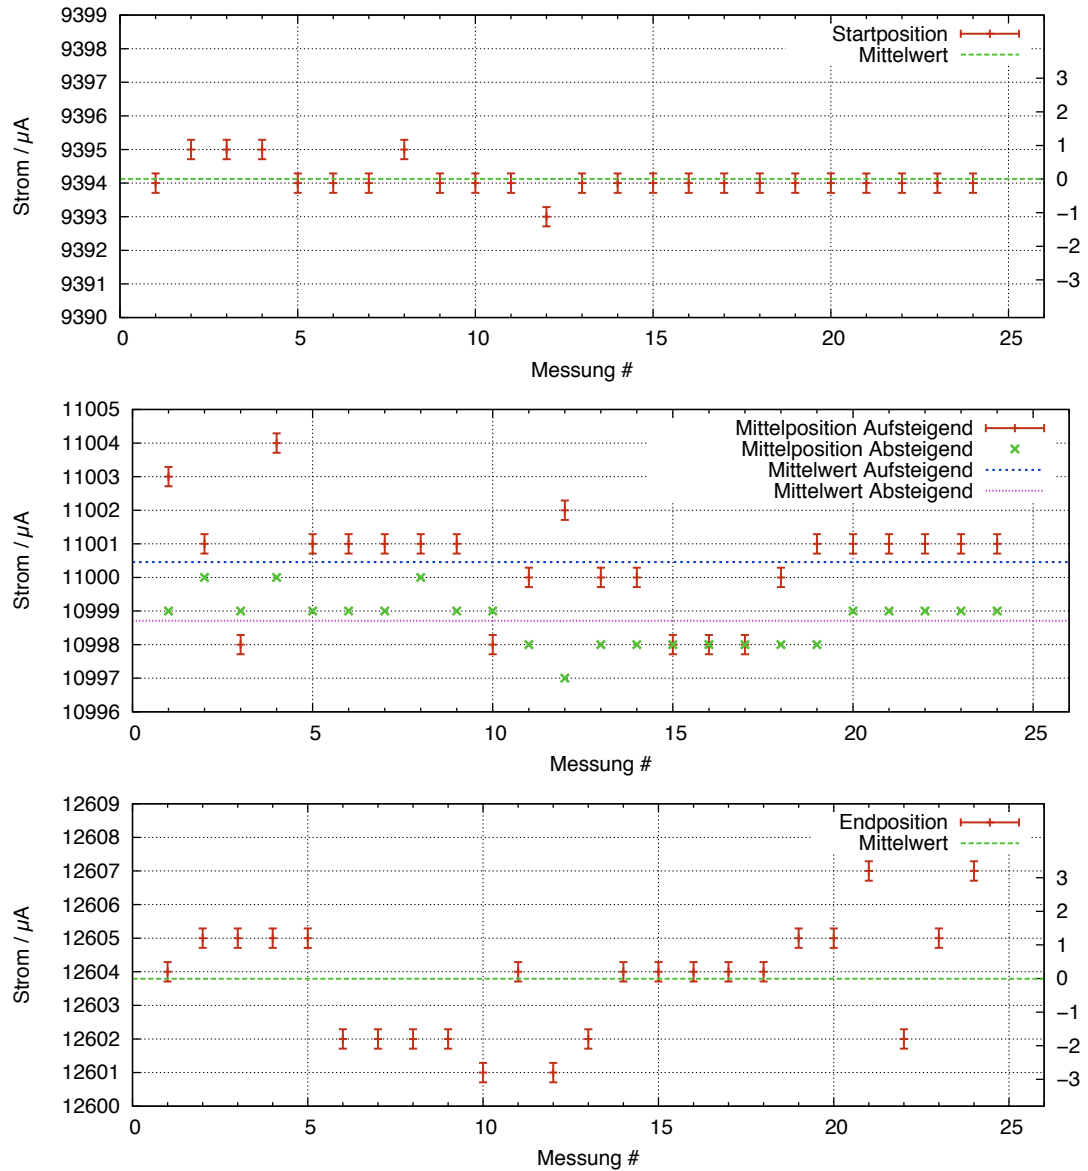 9399
9398
9397
9396
9395
9394
9393
9392
9391
9390
Strom / µA
Startposition
Mittelwert
3
2
1
0
−1
−2
−3
0 5 10 15 20 25
Messung #
11005
11004
11003
11002
11001
11000
10999
10998
10997
10996
Strom / µA
Mittelposition Aufsteigend
Mittelposition Absteigend
Mittelwert Aufsteigend
Mittelwert Absteigend
0 5 10 15 20 25
Messung #
12609
12608
12607
12606
12605
12604
12603
12602
12601
12600
Strom / µA
Endposition
Mittelwert
3
2
1
0
−1
−2
−3
0 5 10 15 20 25
Messung #